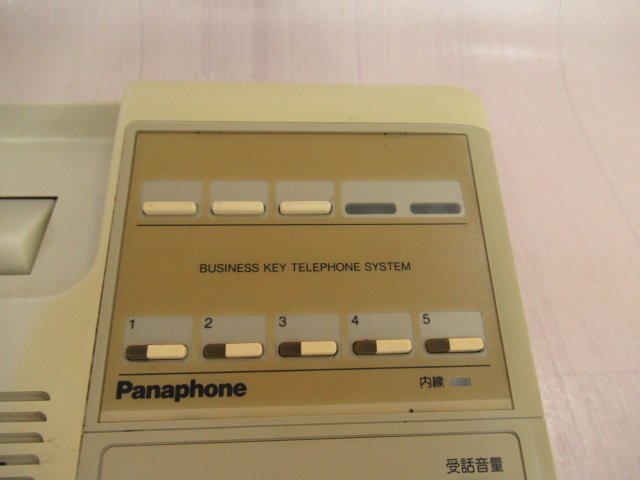 BUSINESS KEY TELEPHONE SYSTEM
1 2 3 4 5
Panaphone 内線
受話音量